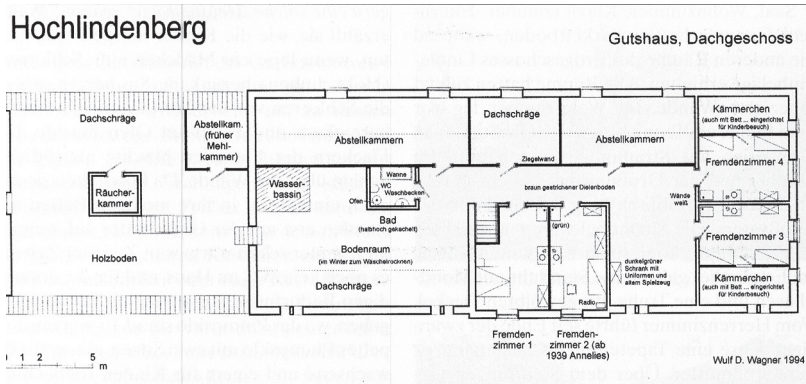 Hochlindenberg
Gutshaus, Dachgeschoss
Dachschräge
Abstellkammer
(früher
Mehl-
kammer)
Abstellkammern
Dachschräge
Abstellkammern
Kämmerchen
(auch mit Bett ... eingerichtet
für Kinderbesuch)
Ziegelwand
Fremdenzimmer 4
Räucher-
kammer
Wasser-
bassin
Wanne
WC
Waschbecken
Ofen
braun gestrichener Dielenboden
Wände
weiß
Bad
(halbhoch gekachelt)
(grün)
Fremdenzimmer 3
Holzboden
Bodenraum
(im Winter zum Wäschetrocknen)
dunkelgrüner
Schrank mit
Uniformen und
altem Spielzeug
Kämmerchen
(auch mit Bett ... eingerichtet
für Kinderbesuch)
Dachschräge
Radio
0 1 2 5 m
Fremden-
zimmer 1
Fremden-
zimmer 2 (ab
1939 Annelies)
Wulf D. Wagner 1994